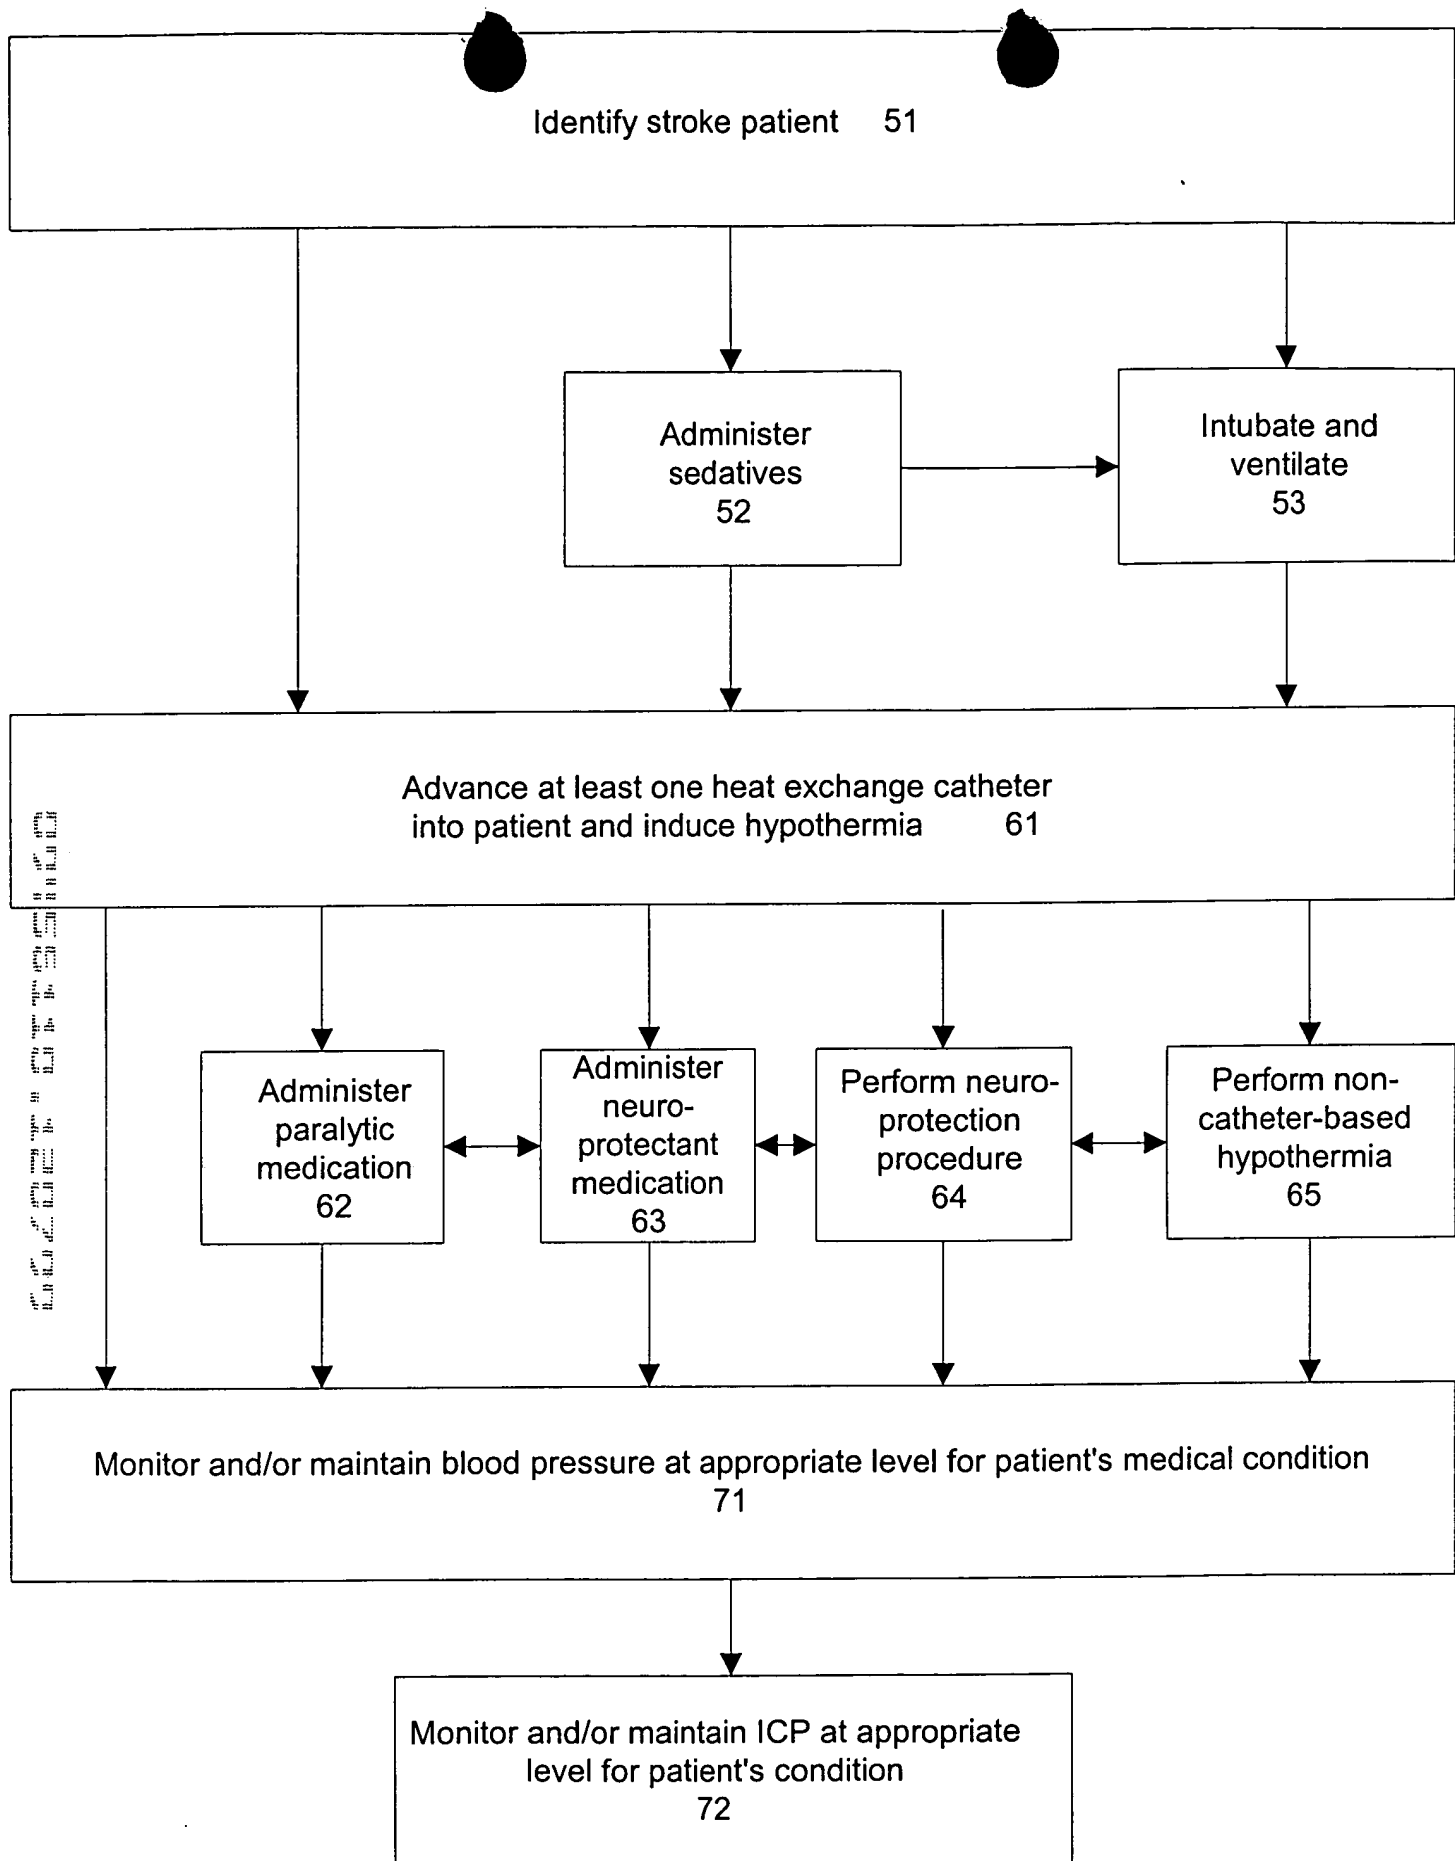 Identify stroke patient 51
Administer
sedatives
52
Intubate and
ventilate
53
Advance at least one heat exchange catheter
into patient and induce hypothermia 61
Administer
paralytic
medication
62
Administer
neuro-
protectant
medication
63
Perform neuro-
protection
procedure
64
Perform non-
catheter-based
hypothermia
65
Monitor and/or maintain blood pressure at appropriate level for patient's medical condition
71
Monitor and/or maintain ICP at appropriate
level for patient's condition
72